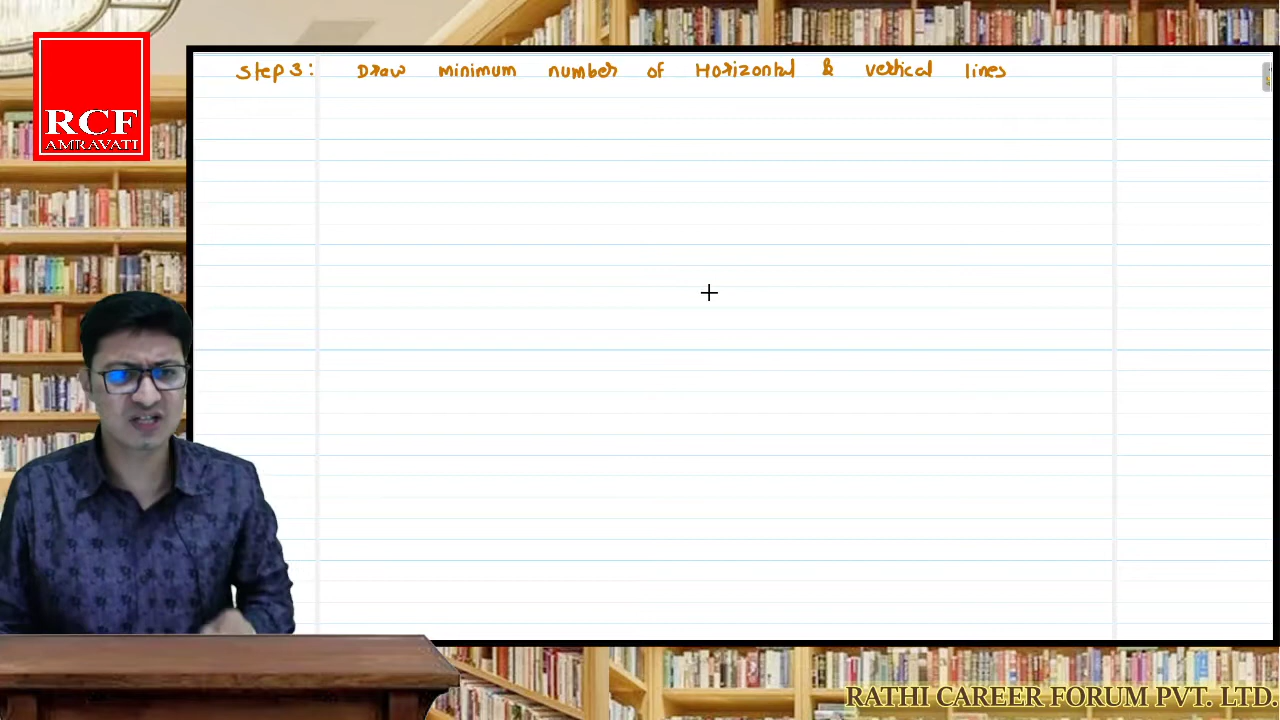 RCF
AMRAVATI
Step 3: Draw minimum number of Horizontal & vertical lines
RATHI CAREER FORUM PVT. LTD.